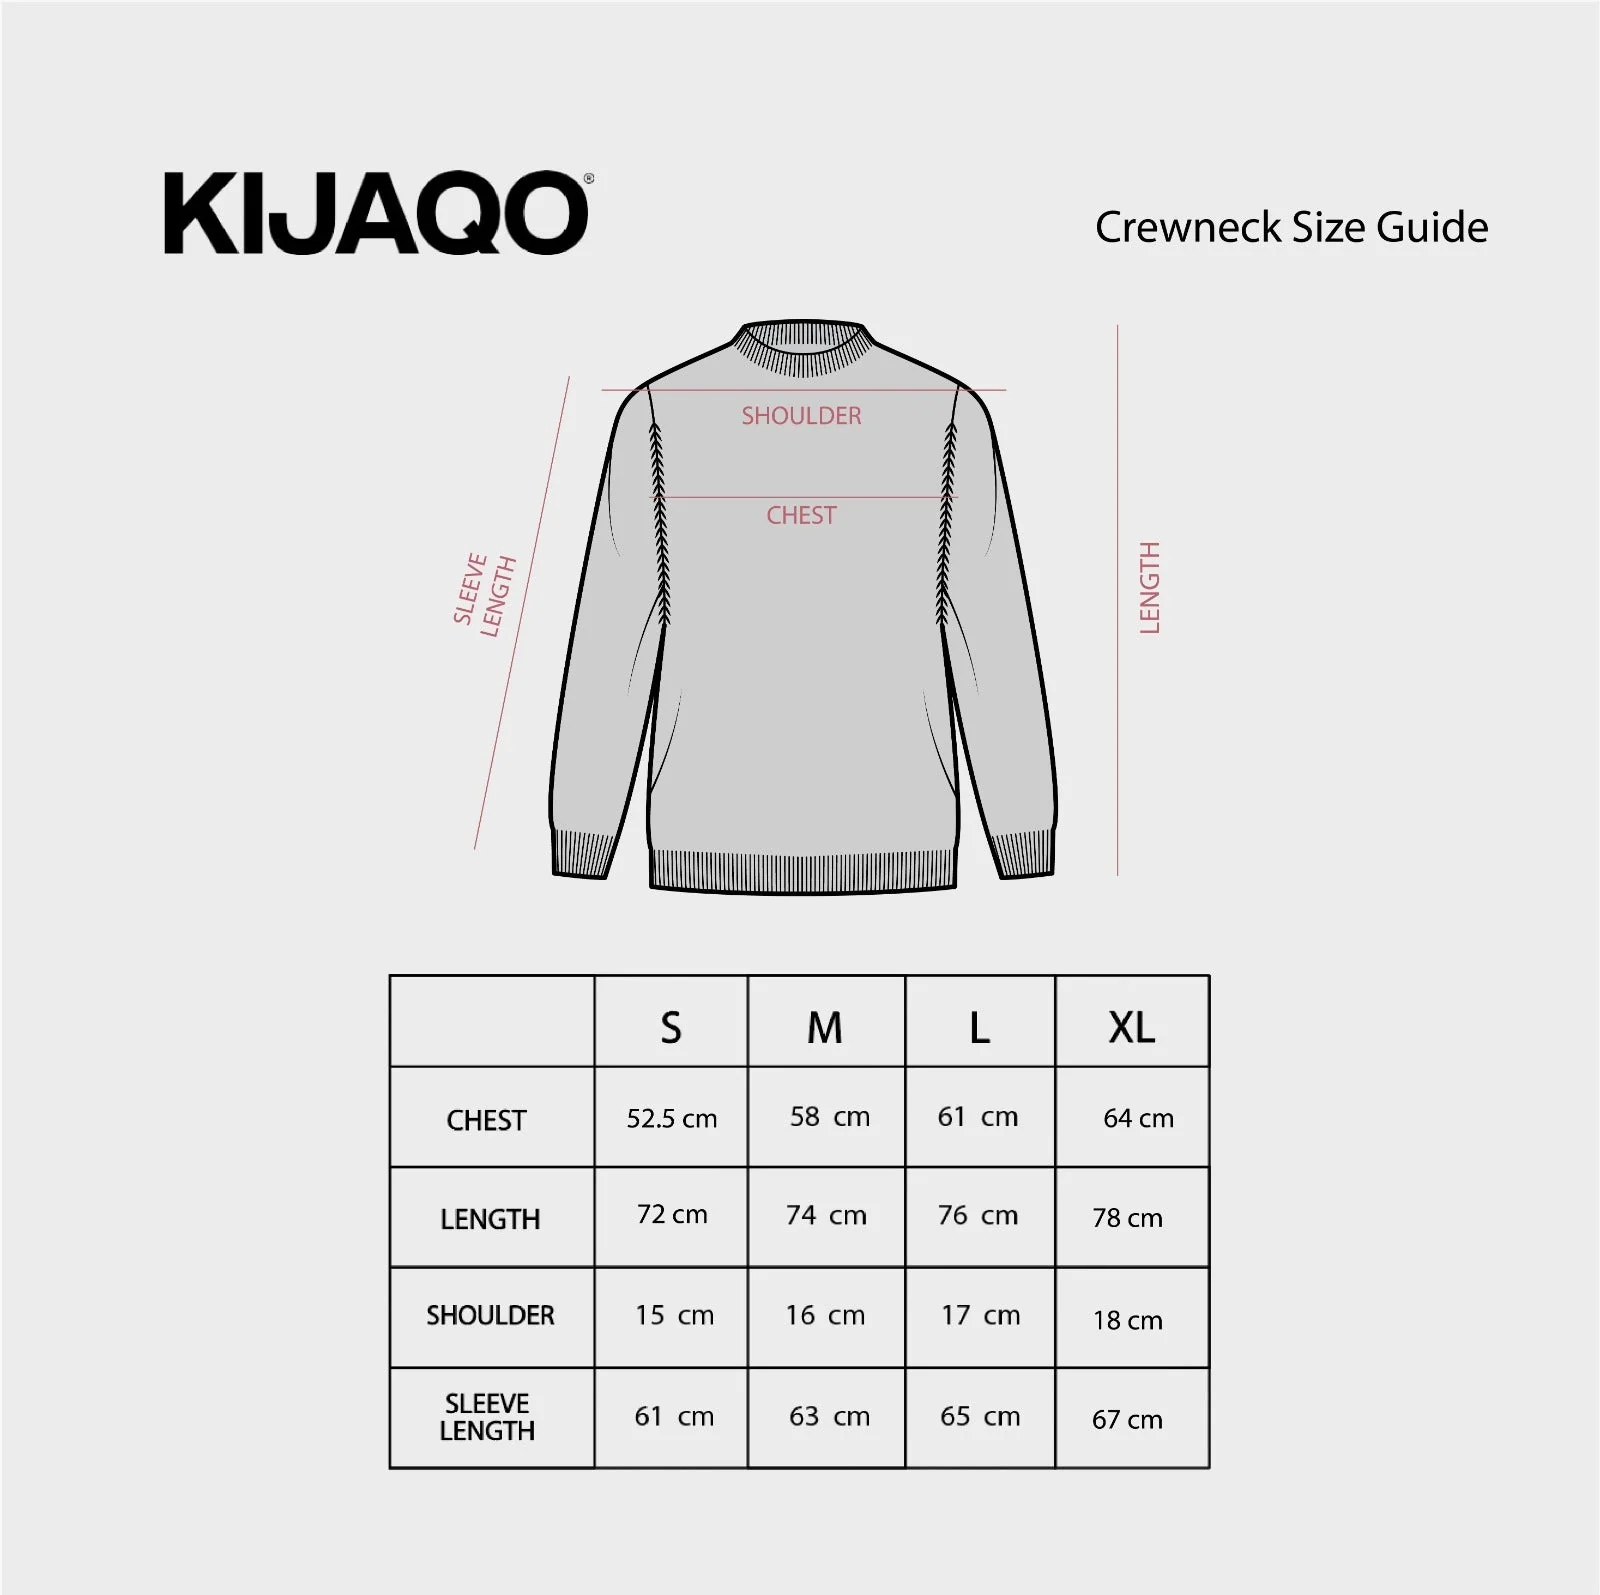 KIJAQO®
Crewneck Size Guide
SHOULDER
CHEST
SLEEVE
LENGTH
LENGTH
S M L XL
CHEST 52.5 cm 58 cm 61 cm 64 cm
LENGTH 72 cm 74 cm 76 cm 78 cm
SHOULDER 15 cm 16 cm 17 cm 18 cm
SLEEVE
LENGTH 61 cm 63 cm 65 cm 67 cm